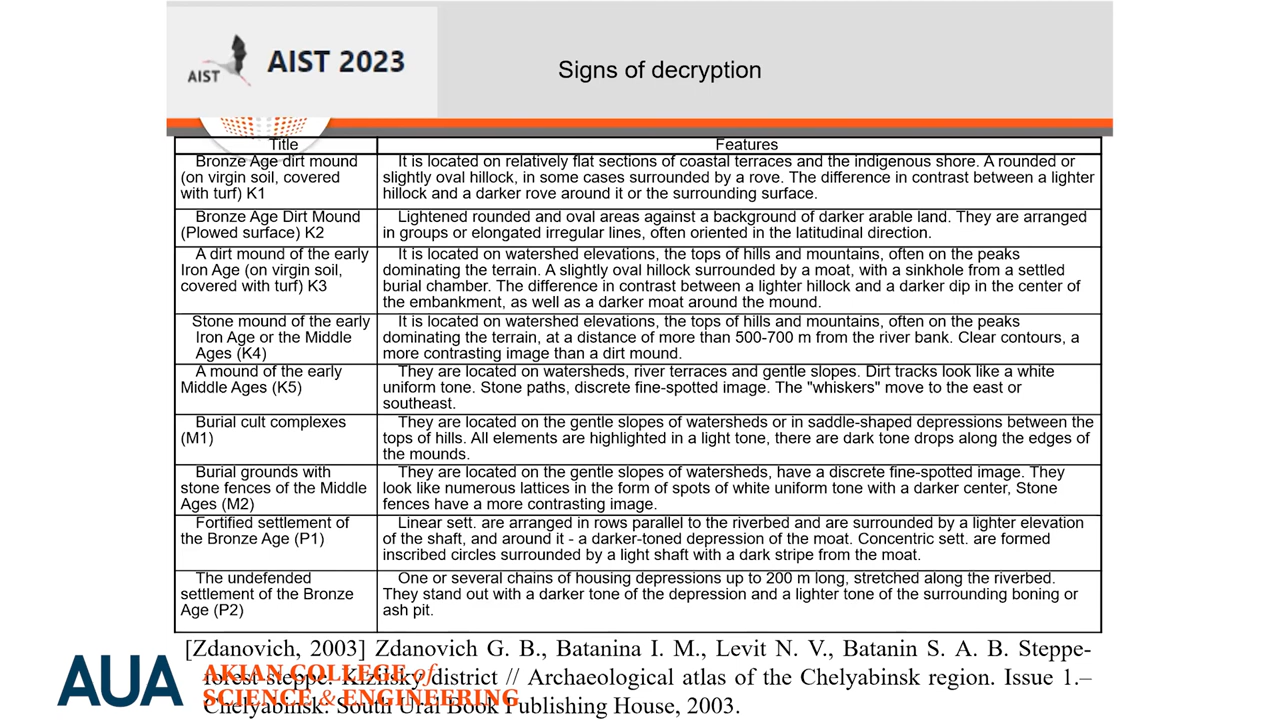 AIST
AIST 2023
Signs of decryption
Title
Features
Bronze Age dirt mound
(on virgin soil, covered
with turf) K1
It is located on relatively flat sections of coastal terraces and the indigenous shore. A rounded or
slightly oval hillock, in some cases surrounded by a rove. The difference in contrast between a lighter
hillock and a darker rove around it or the surrounding surface.
Bronze Age Dirt Mound
(Plowed surface) K2
Lightened rounded and oval areas against a background of darker arable land. They are arranged
in groups or elongated irregular lines, often oriented in the latitudinal direction.
A dirt mound of the early
Iron Age (on virgin soil,
covered with turf) K3
It is located on watershed elevations, the tops of hills and mountains, often on the peaks
dominating the terrain. A slightly oval hillock surrounded by a moat, with a sinkhole from a settled
burial chamber. The difference in contrast between a lighter hillock and a darker dip in the center of
the embankment, as well as a darker moat around the mound.
Stone mound of the early
Iron Age or the Middle
Ages (K4)
It is located on watershed elevations, the tops of hills and mountains, often on the peaks
dominating the terrain, at a distance of more than 500-700 m from the river bank. Clear contours, a
more contrasting image than a dirt mound.
A mound of the early
Middle Ages (K5)
They are located on watersheds, river terraces and gentle slopes. Dirt tracks look like a white
uniform tone. Stone paths, discrete fine-spotted image. The "whiskers" move to the east or
southeast.
Burial cult complexes
(M1)
They are located on the gentle slopes of watersheds or in saddle-shaped depressions between the
tops of hills. All elements are highlighted in a light tone, there are dark tone drops along the edges of
the mounds.
Burial grounds with
stone fences of the Middle
Ages (M2)
They are located on the gentle slopes of watersheds, have a discrete fine-spotted image. They
look like numerous lattices in the form of spots of white uniform tone with a darker center, Stone
fences have a more contrasting image.
Fortified settlement of
the Bronze Age (P1)
Linear sett. are arranged in rows parallel to the riverbed and are surrounded by a lighter elevation
of the shaft, and around it - a darker-toned depression of the moat. Concentric sett. are formed
inscribed circles surrounded by a light shaft with a dark stripe from the moat.
The undefended
settlement of the Bronze
Age (P2)
One or several chains of housing depressions up to 200 m long, stretched along the riverbed.
They stand out with a darker tone of the depression and a lighter tone of the surrounding boning or
ash pit.
[Zdanovich, 2003] Zdanovich G. B., Batanina I. M., Levit N. V., Batanin S. A. B. Steppe-
forest steppe. Kizilsky district // Archaeological atlas of the Chelyabinsk region. Issue 1.–
Chelyabinsk: South Ural Book Publishing House, 2003.
AUA
AKIAN COLLEGE of
SCIENCE & ENGINEERING